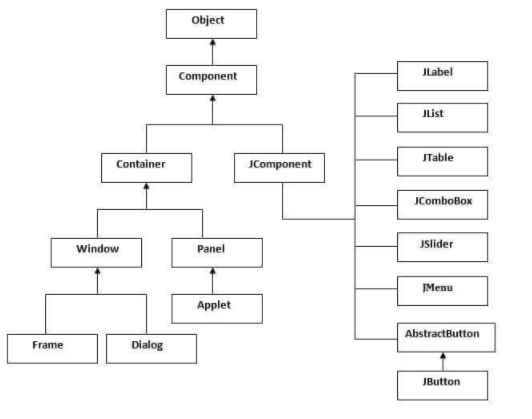 Object
Component
Container
JComponent
Window
Panel
Applet
Frame
Dialog
JLabel
JList
JTable
JComboBox
JSlider
JMenu
AbstractButton
JButton